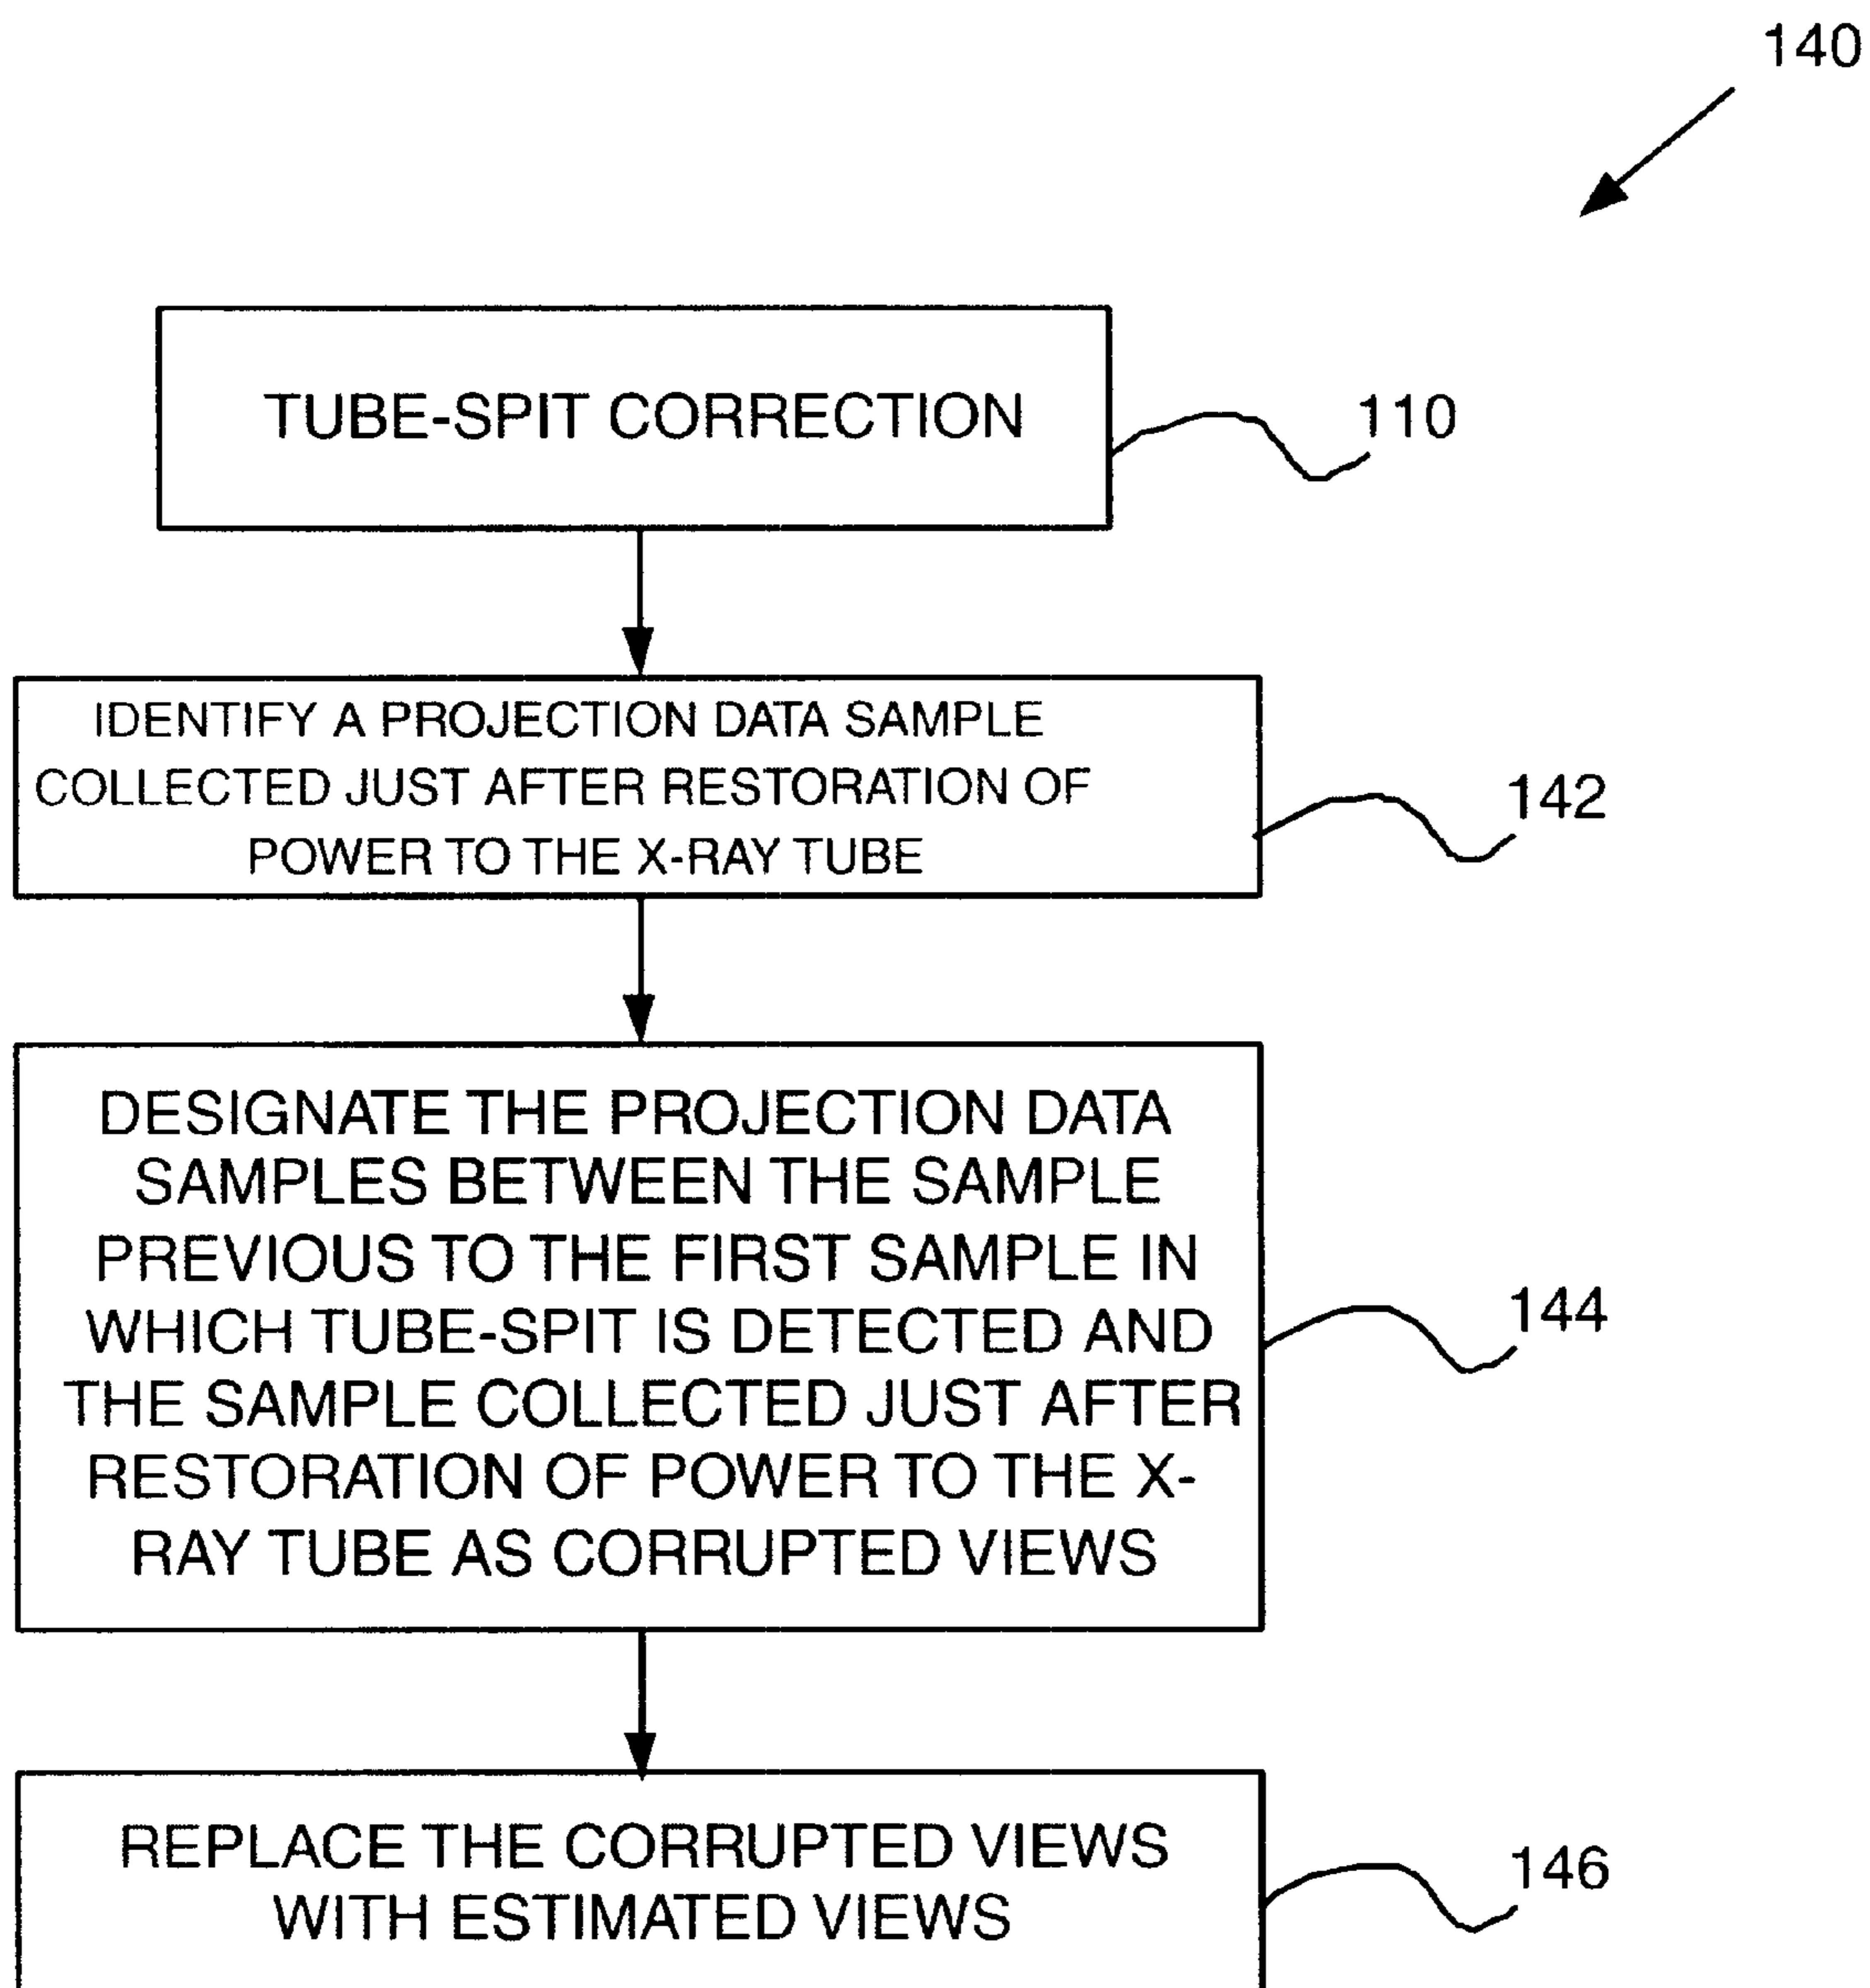 140
TUBE-SPIT CORRECTION
110
IDENTIFY A PROJECTION DATA SAMPLE
COLLECTED JUST AFTER RESTORATION OF
POWER TO THE X-RAY TUBE
142
DESIGNATE THE PROJECTION DATA
SAMPLES BETWEEN THE SAMPLE
PREVIOUS TO THE FIRST SAMPLE IN
WHICH TUBE-SPIT IS DETECTED AND
THE SAMPLE COLLECTED JUST AFTER
RESTORATION OF POWER TO THE X-
RAY TUBE AS CORRUPTED VIEWS
144
REPLACE THE CORRUPTED VIEWS
WITH ESTIMATED VIEWS
146